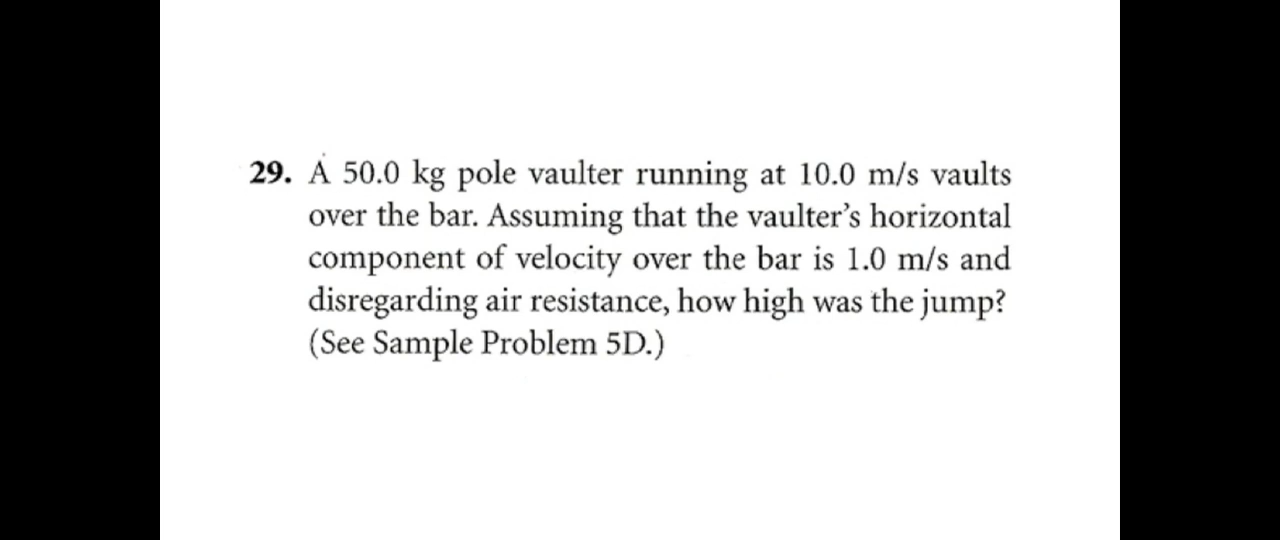 29. A 50.0 kg pole vaulter running at 10.0 m/s vaults
over the bar. Assuming that the vaulter's horizontal
component of velocity over the bar is 1.0 m/s and
disregarding air resistance, how high was the jump?
(See Sample Problem 5D.)